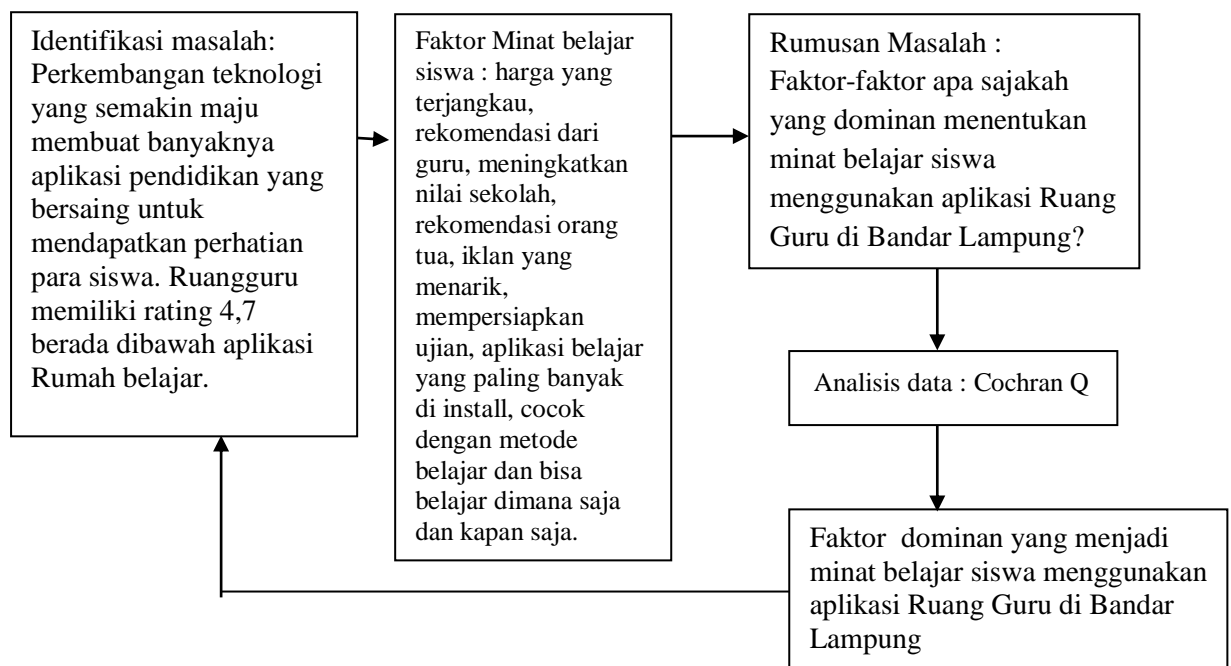 Identifikasi masalah:
Perkembangan teknologi
yang semakin maju
membuat banyaknya
aplikasi pendidikan yang
bersaing untuk
mendapatkan perhatian
para siswa. Ruangguru
memiliki rating 4,7
berada dibawah aplikasi
Rumah belajar.
Faktor Minat belajar
siswa : harga yang
terjangkau,
rekomendasi dari
guru, meningkatkan
nilai sekolah,
rekomendasi orang
tua, iklan yang
menarik,
mempersiapkan
ujian, aplikasi belajar
yang paling banyak
di install, cocok
dengan metode
belajar dan bisa
belajar dimana saja
dan kapan saja.
Rumusan Masalah :
Faktor-faktor apa sajakah
yang dominan menentukan
minat belajar siswa
menggunakan aplikasi Ruang
Guru di Bandar Lampung?
Analisis data : Cochran Q
Faktor dominan yang menjadi
minat belajar siswa menggunakan
aplikasi Ruang Guru di Bandar
Lampung